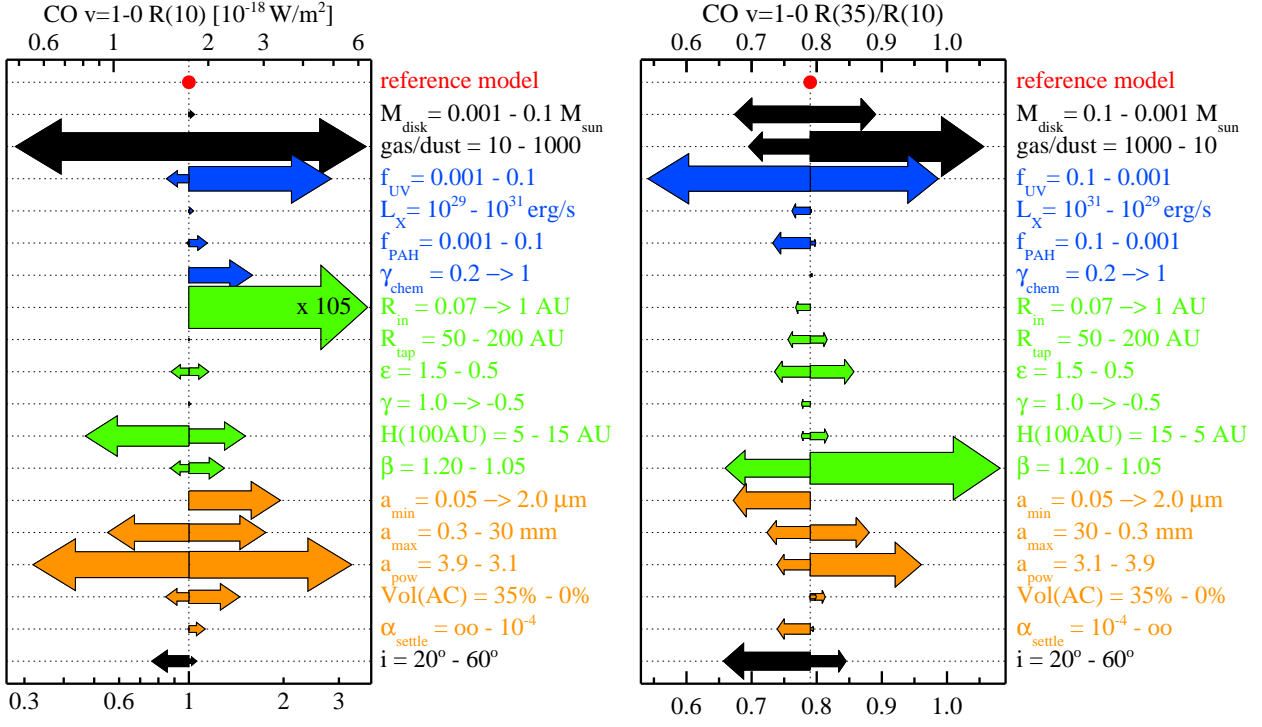 CO v=1-0 R(10) [10⁻¹⁸ W/m²]
0.6 1 2 3 6
reference model
M_disk = 0.001 - 0.1 M_sun
gas/dust = 10 - 1000
f_UV = 0.001 - 0.1
L_X = 10²⁹ - 10³¹ erg/s
f_PAH = 0.001 - 0.1
γ_chem = 0.2 −> 1
x 105
R_in = 0.07 −> 1 AU
R_tap = 50 - 200 AU
ε = 1.5 - 0.5
γ = 1.0 −> -0.5
H(100AU) = 5 - 15 AU
β = 1.20 - 1.05
a_min = 0.05 −> 2.0 μm
a_max = 0.3 - 30 mm
a_pow = 3.9 - 3.1
Vol(AC) = 35% - 0%
α_settle = oo - 10⁻⁴
i = 20º - 60º
0.3 0.6 1 2 3
CO v=1-0 R(35)/R(10)
0.6 0.7 0.8 0.9 1.0
reference model
M_disk = 0.1 - 0.001 M_sun
gas/dust = 1000 - 10
f_UV = 0.1 - 0.001
L_X = 10³¹ - 10²⁹ erg/s
f_PAH = 0.1 - 0.001
γ_chem = 0.2 −> 1
R_in = 0.07 −> 1 AU
R_tap = 50 - 200 AU
ε = 1.5 - 0.5
γ = 1.0 −> -0.5
H(100AU) = 15 - 5 AU
β = 1.20 - 1.05
a_min = 0.05 −> 2.0 μm
a_max = 30 - 0.3 mm
a_pow = 3.1 - 3.9
Vol(AC) = 35% - 0%
α_settle = 10⁻⁴ - oo
i = 20º - 60º
0.6 0.7 0.8 0.9 1.0